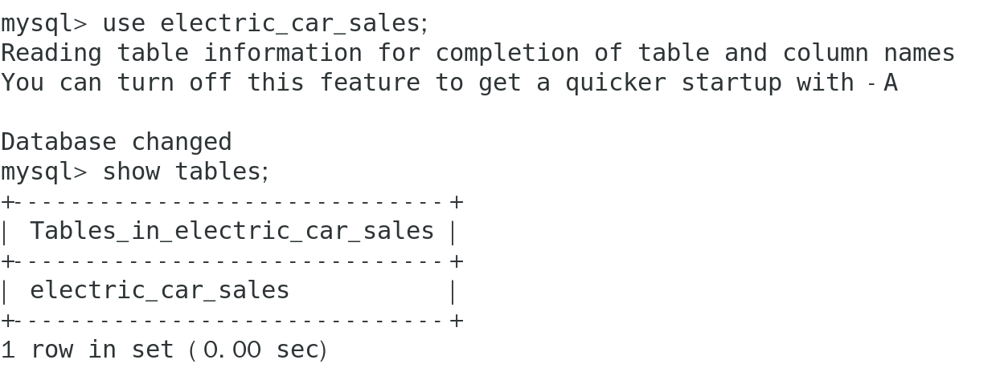 mysql> use electric_car_sales;
Reading table information for completion of table and column names
You can turn off this feature to get a quicker startup with -A

Database changed
mysql> show tables;
+------------------------------+
| Tables_in_electric_car_sales |
+------------------------------+
| electric_car_sales           |
+------------------------------+
1 row in set (0.00 sec)